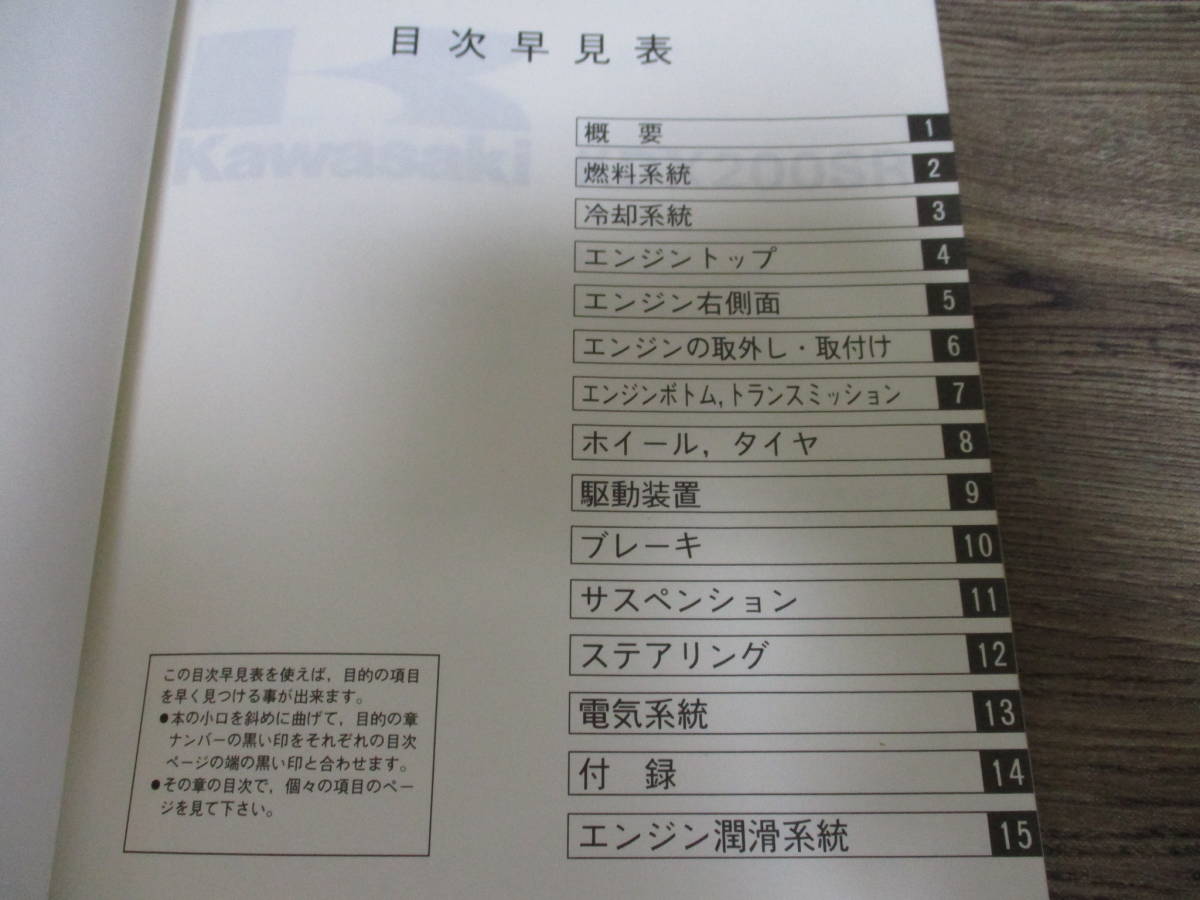 目次早見表
Kawasaki
概 要 1
燃料系統 2
冷却系統 3
エンジントップ 4
エンジン右側面 5
エンジンの取外し・取付け 6
エンジンボトム,トランスミッション 7
ホイール,タイヤ 8
駆動装置 9
ブレーキ 10
サスペンション 11
ステアリング 12
電気系統 13
付 録 14
エンジン潤滑系統 15
この目次早見表を使えば,目的の項目
を早く見つける事が出来ます。
●本の小口を斜めに曲げて,目的の章
ナンバーの黒い印をそれぞれの目次
ページの端の黒い印と合わせます。
●その章の目次で,個々の項目のペー
ジを見て下さい。